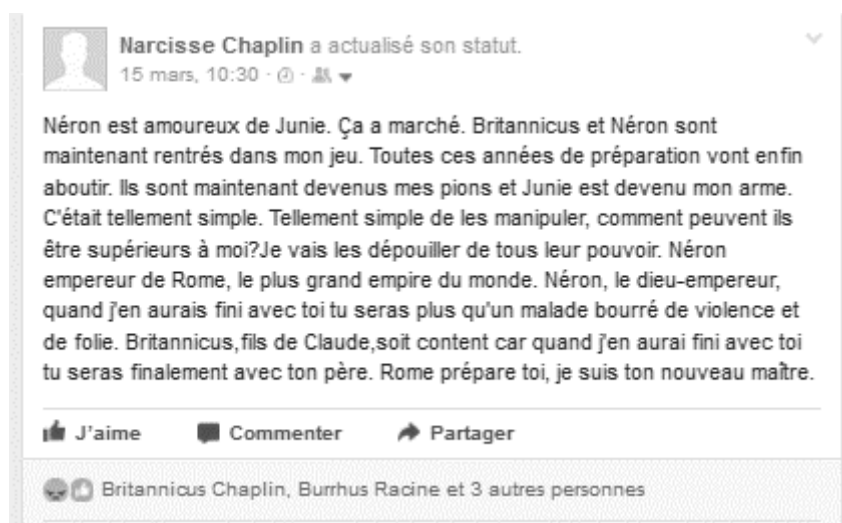 Narcisse Chaplin a actualisé son statut.
15 mars, 10:30
Néron est amoureux de Junie. Ça a marché. Britannicus et Néron sont
maintenant rentrés dans mon jeu. Toutes ces années de préparation vont enfin
aboutir. Ils sont maintenant devenus mes pions et Junie est devenu mon arme.
C'était tellement simple. Tellement simple de les manipuler, comment peuvent ils
être supérieurs à moi?Je vais les dépouiller de tous leur pouvoir. Néron
empereur de Rome, le plus grand empire du monde. Néron, le dieu-empereur,
quand j'en aurais fini avec toi tu seras plus qu'un malade bourré de violence et
de folie. Britannicus,fils de Claude,soit content car quand j'en aurai fini avec toi
tu seras finalement avec ton père. Rome prépare toi, je suis ton nouveau maître.
J'aime Commenter Partager
Britannicus Chaplin, Burrhus Racine et 3 autres personnes